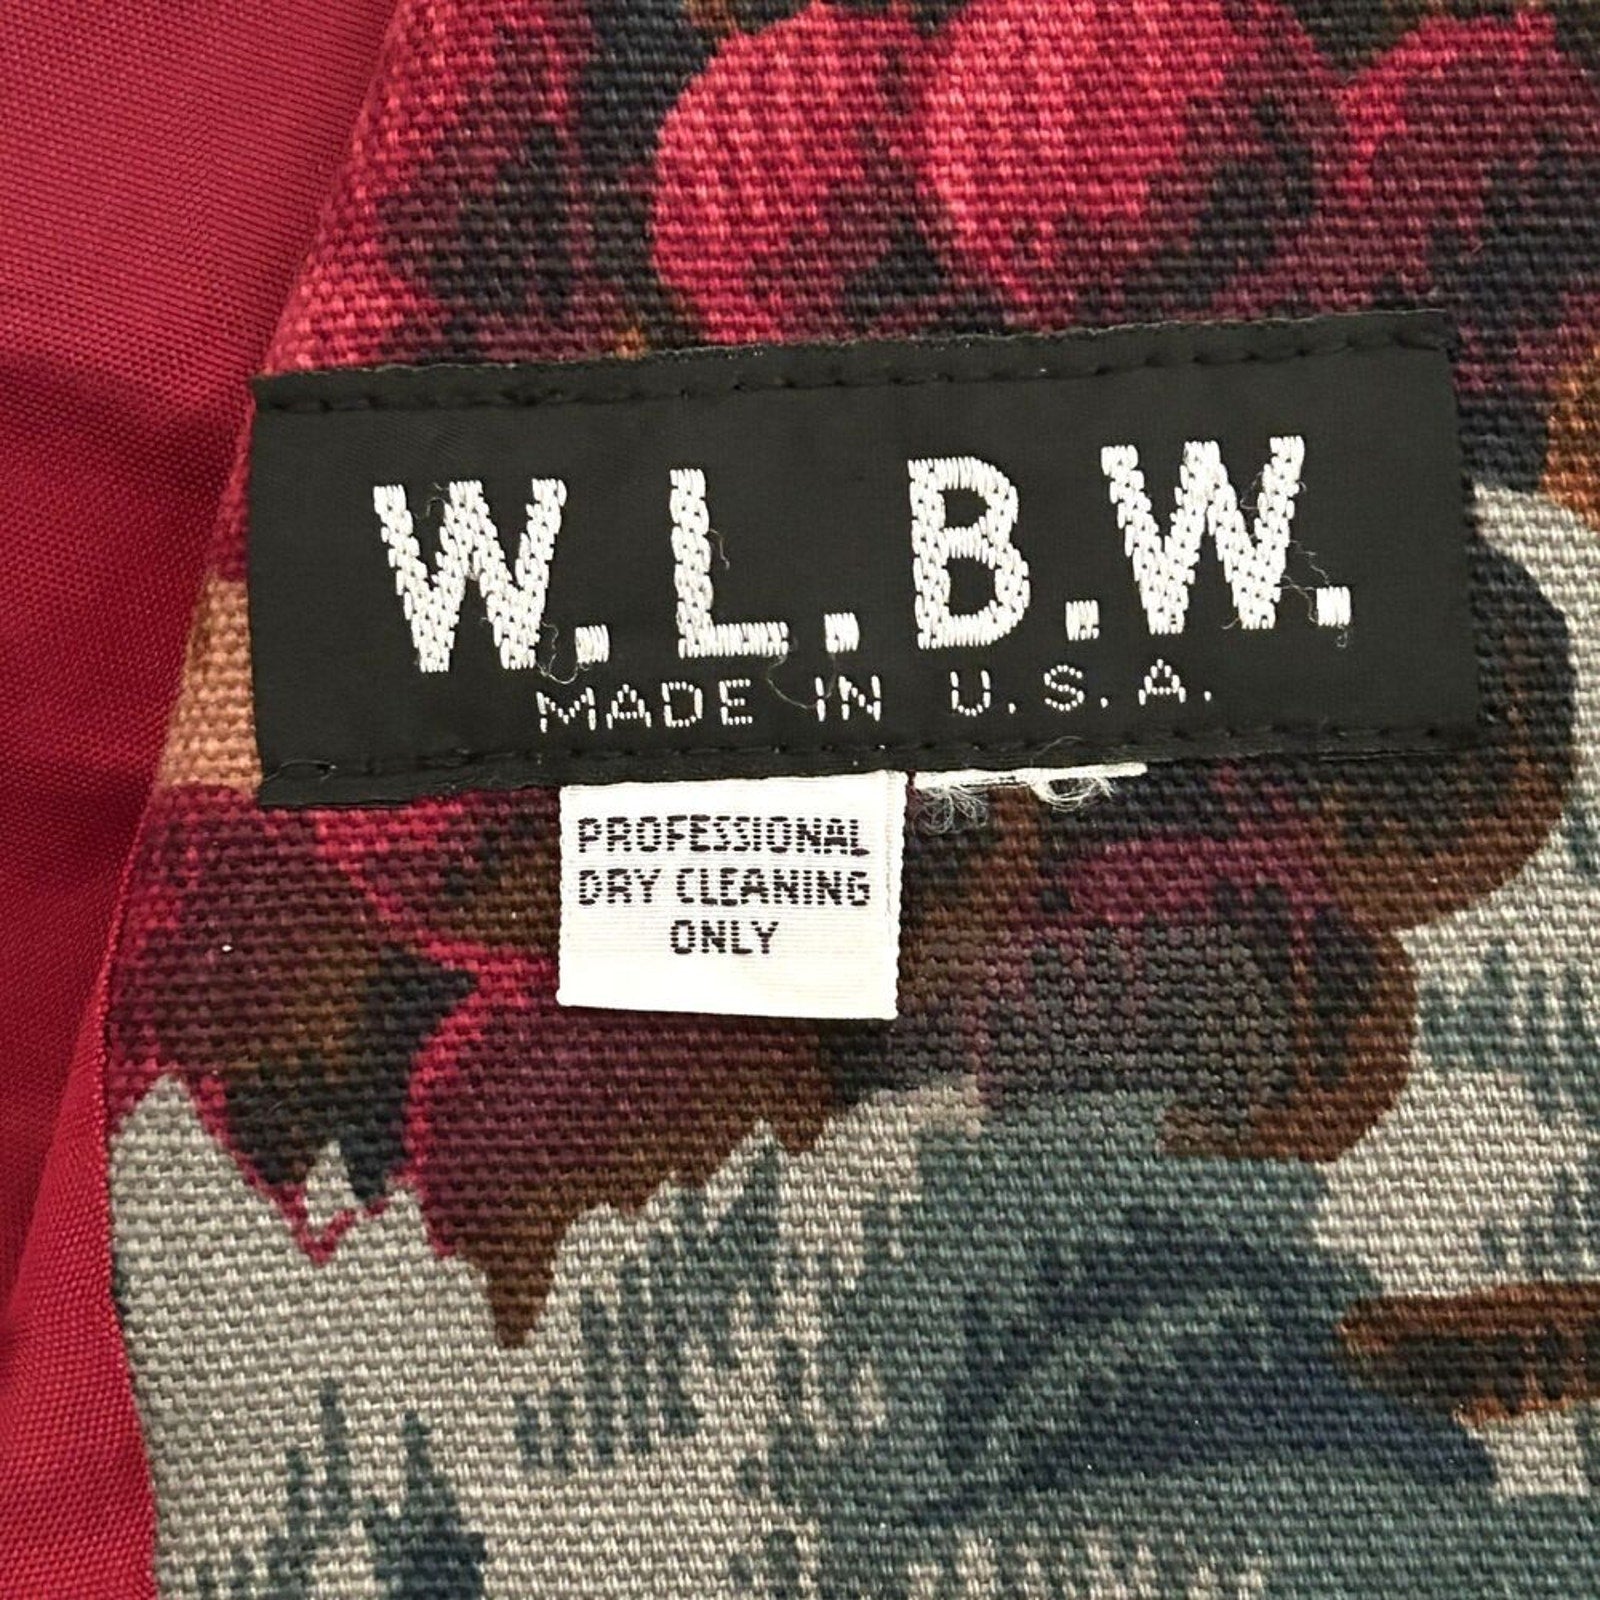 W.L.B.W.
MADE IN U.S.A.
PROFESSIONAL
DRY CLEANING
ONLY